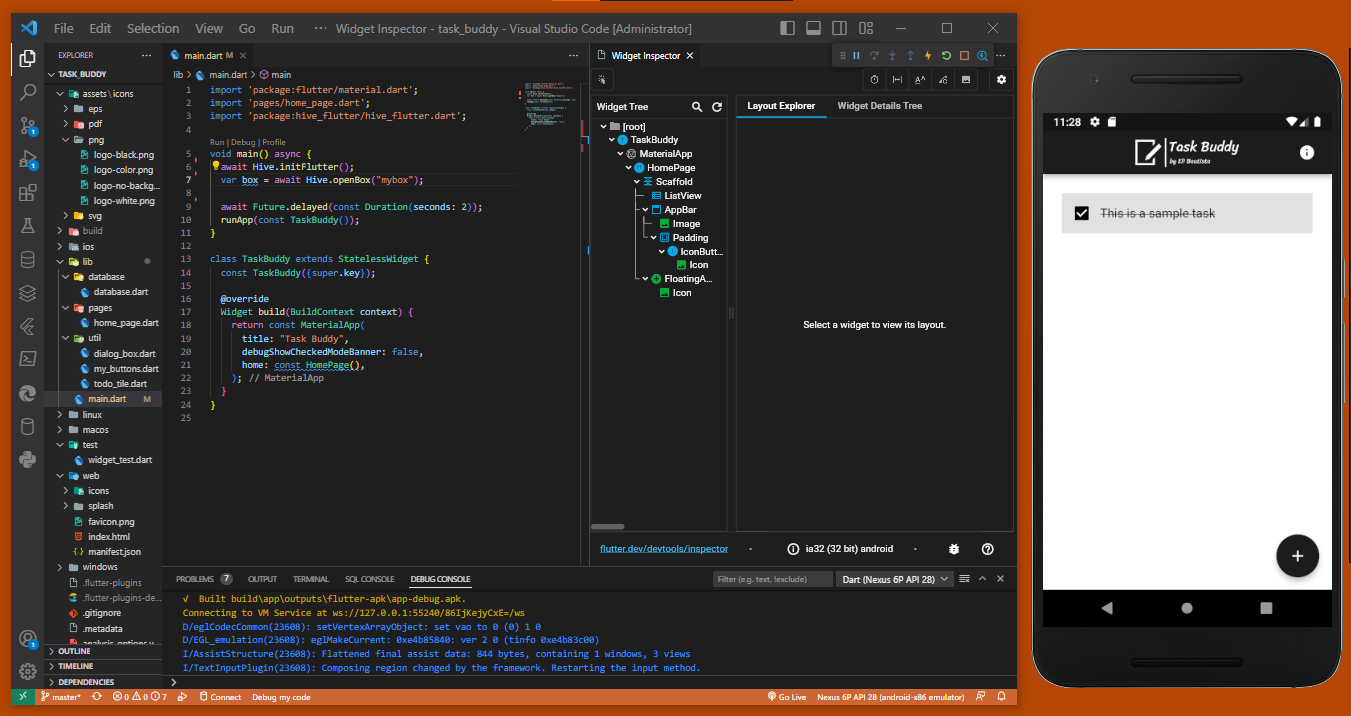 File Edit Selection View Go Run ··· Widget Inspector - task_buddy - Visual Studio Code [Administrator]
EXPLORER ···
TASK_BUDDY
assets\icons
eps
pdf
png
logo-black.png
logo-color.png
logo-no-backg...
logo-white.png
svg
build
ios
lib
database
database.dart
pages
home_page.dart
util
dialog_box.dart
my_buttons.dart
todo_tile.dart
main.dart M
linux
macos
test
widget_test.dart
web
icons
splash
favicon.png
index.html
manifest.json
windows
.flutter-plugins
.flutter-plugins-de...
.gitignore
.metadata
analysis_options.y
OUTLINE
TIMELINE
DEPENDENCIES
1
1
1
main.dart M
lib > main.dart > main
1 import 'package:flutter/material.dart';
2 import 'pages/home_page.dart';
3 import 'package:hive_flutter/hive_flutter.dart';
4
Run | Debug | Profile
5 void main() async {
6 await Hive.initFlutter();
7 var box = await Hive.openBox("mybox");
8
9 await Future.delayed(const Duration(seconds: 2));
10 runApp(const TaskBuddy());
11 }
12
13 class TaskBuddy extends StatelessWidget {
14 const TaskBuddy({super.key});
15
16 @override
17 Widget build(BuildContext context) {
18 return const MaterialApp(
19 title: "Task Buddy",
20 debugShowCheckedModeBanner: false,
21 home: const HomePage(),
22 ); // MaterialApp
23 }
24 }
25
Widget Inspector
Widget Tree
[root]
TaskBuddy
MaterialApp
HomePage
Scaffold
ListView
AppBar
Image
Padding
IconButt...
Icon
FloatingA...
Icon
Layout Explorer Widget Details Tree
Select a widget to view its layout.
flutter.dev/devtools/inspector
ia32 (32 bit) android
PROBLEMS 7 OUTPUT TERMINAL SQL CONSOLE DEBUG CONSOLE
Filter (e.g. text, !exclude)
Dart (Nexus 6P API 28)
√ Built build\app\outputs\flutter-apk\app-debug.apk.
Connecting to VM Service at ws://127.0.0.1:55240/86IjKejyCxE=/ws
D/eglCodecCommon(23608): setVertexArrayObject: set vao to 0 (0) 1 0
D/EGL_emulation(23608): eglMakeCurrent: 0xe4b85840: ver 2 0 (tinfo 0xe4b83c00)
I/AssistStructure(23608): Flattened final assist data: 844 bytes, containing 1 windows, 3 views
I/TextInputPlugin(23608): Composing region changed by the framework. Restarting the input method.
master* 0 0 7 Connect Debug my code
Go Live Nexus 6P API 28 (android-x86 emulator)
11:28
Task Buddy
by Eli Bautista
This is a sample task